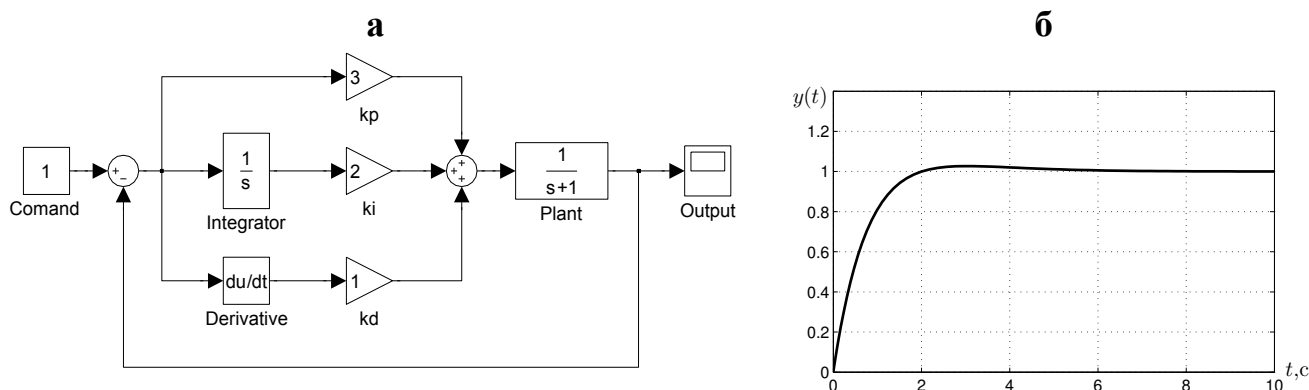 а
3
kp
1
Comand
+
−
1
s
Integrator
2
ki
+
+
+
1
s+1
Plant
Output
du/dt
Derivative
1
kd
б
y(t)
1.2
1
0.8
0.6
0.4
0.2
0
0 2 4 6 8 10
t,с